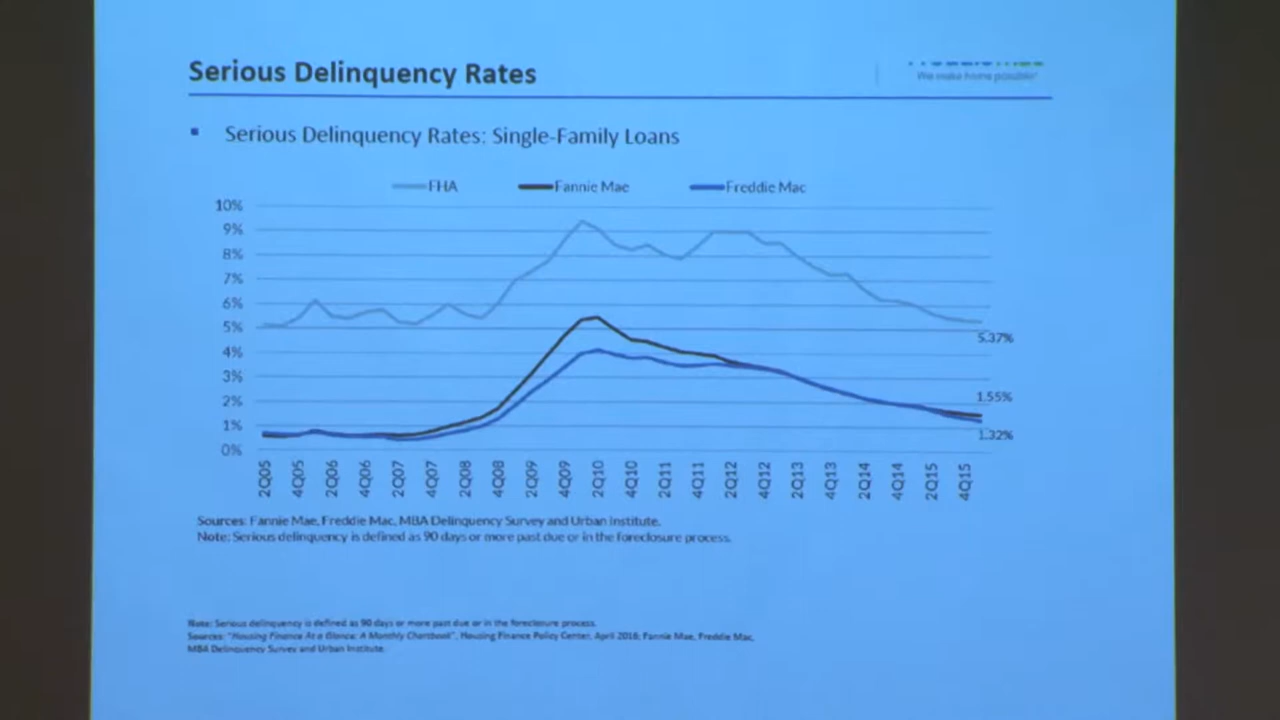 Serious Delinquency Rates
We make home possible®
▪ Serious Delinquency Rates: Single-Family Loans
FHA Fannie Mae Freddie Mac
10%
9%
8%
7%
6%
5%
4%
3%
2%
1%
0%
5.37%
1.55%
1.32%
2Q05 4Q05 2Q06 4Q06 2Q07 4Q07 2Q08 4Q08 2Q09 4Q09 2Q10 4Q10 2Q11 4Q11 2Q12 4Q12 2Q13 4Q13 2Q14 4Q14 2Q15 4Q15
Sources: Fannie Mae, Freddie Mac, MBA Delinquency Survey and Urban Institute.
Note: Serious delinquency is defined as 90 days or more past due or in the foreclosure process.
Note: Serious delinquency is defined as 90 days or more past due or in the foreclosure process.
Sources: "Housing Finance At a Glance: A Monthly Chartbook", Housing Finance Policy Center, April 2016; Fannie Mae, Freddie Mac,
MBA Delinquency Survey and Urban Institute.